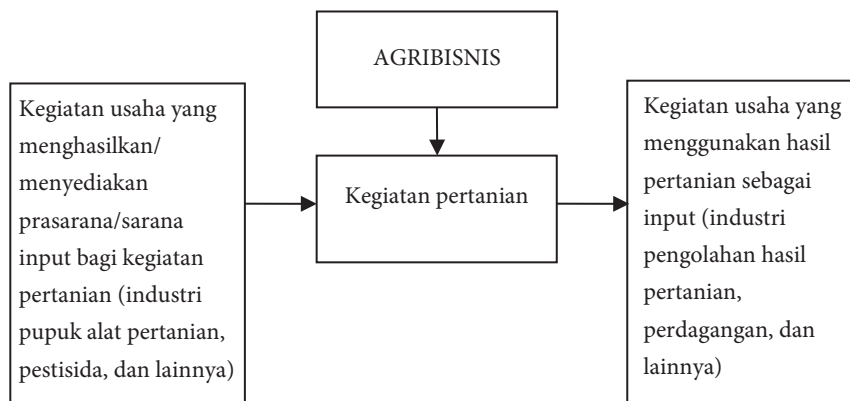 AGRIBISNIS
Kegiatan usaha yang
menghasilkan/
menyediakan
prasarana/sarana
input bagi kegiatan
pertanian (industri
pupuk alat pertanian,
pestisida, dan lainnya)
Kegiatan pertanian
Kegiatan usaha yang
menggunakan hasil
pertanian sebagai
input (industri
pengolahan hasil
pertanian,
perdagangan, dan
lainnya)